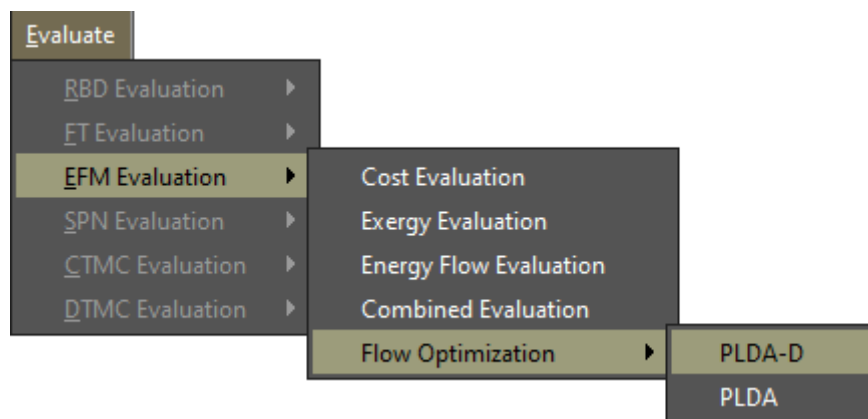 Evaluate
RBD Evaluation
FT Evaluation
EFM Evaluation
SPN Evaluation
CTMC Evaluation
DTMC Evaluation
Cost Evaluation
Exergy Evaluation
Energy Flow Evaluation
Combined Evaluation
Flow Optimization
PLDA-D
PLDA